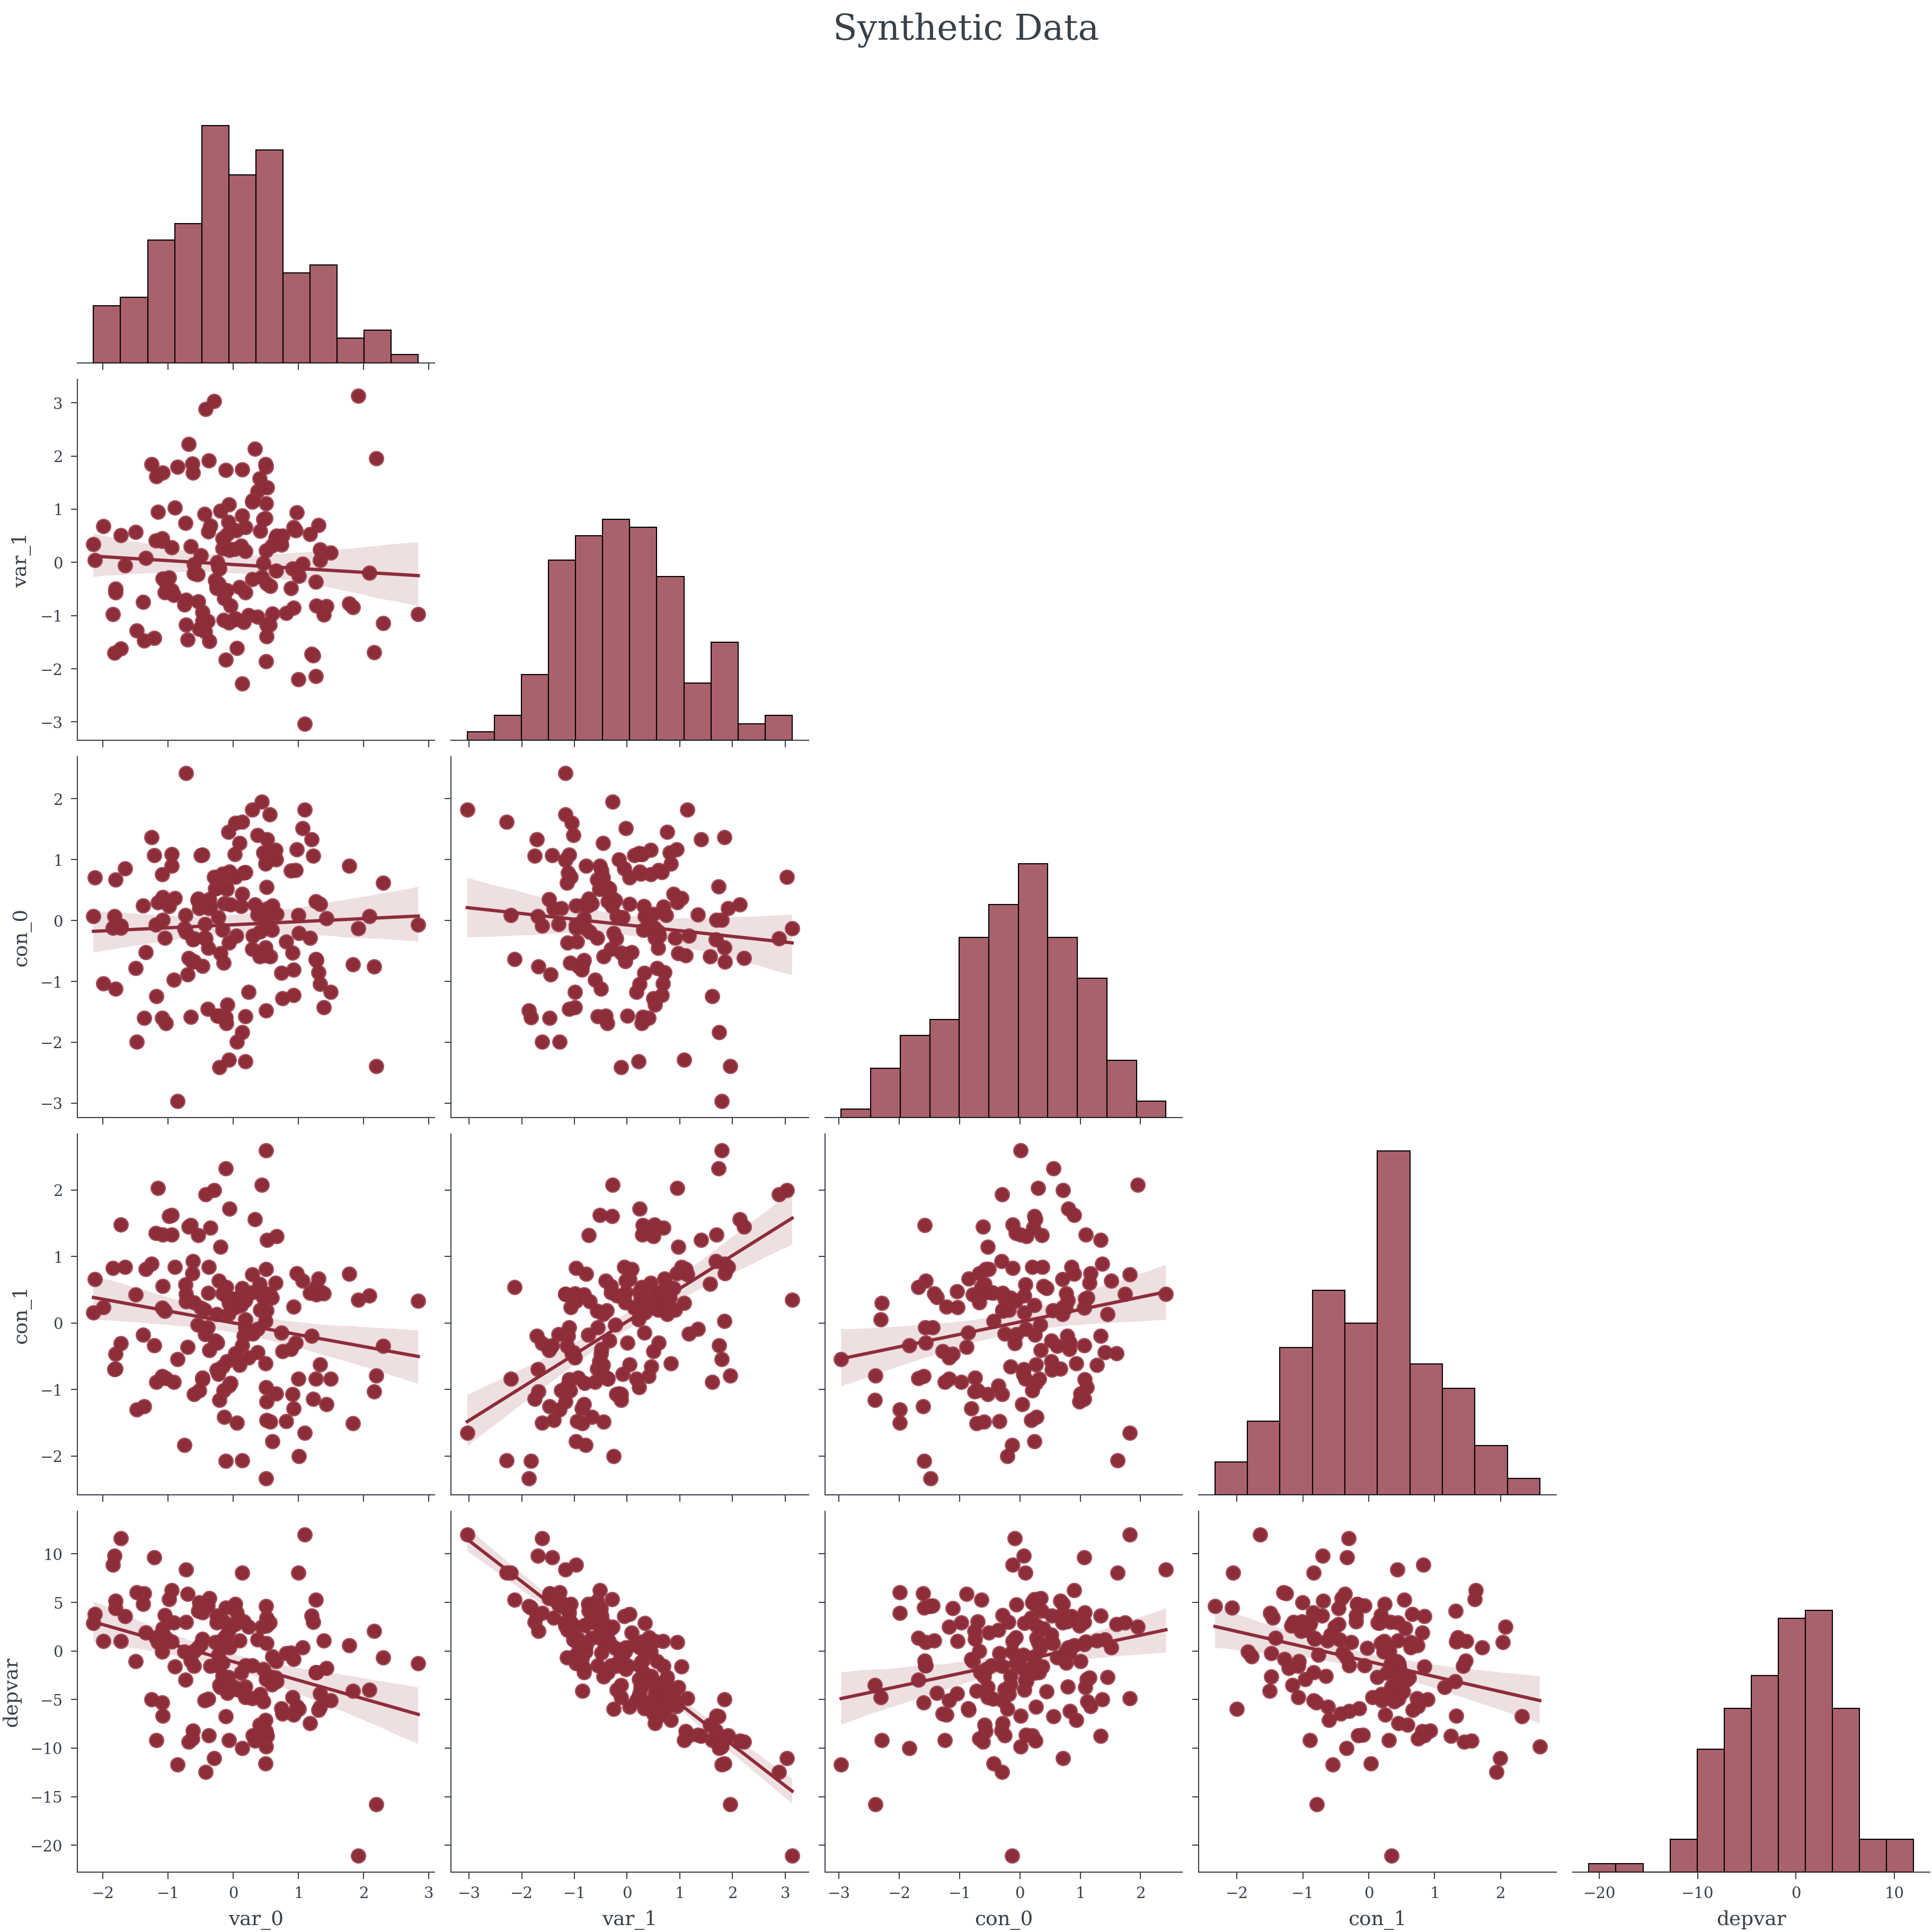 Synthetic Data
3
2
1
0
−1
−2
−3
var_1
2
1
0
−1
−2
−3
con_0
2
1
0
−1
−2
con_1
10
5
0
−5
−10
−15
−20
depvar
−2 −1 0 1 2 3
−3 −2 −1 0 1 2 3
−3 −2 −1 0 1 2
−2 −1 0 1 2
−20 −10 0 10
var_0 var_1 con_0 con_1 depvar